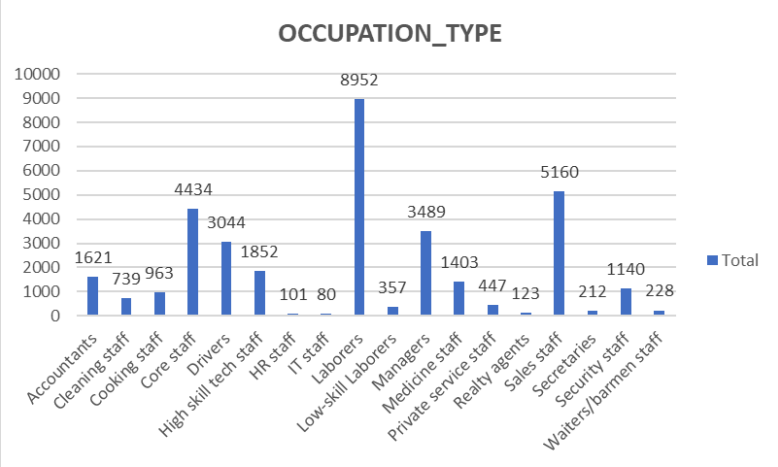 OCCUPATION_TYPE
10000
9000
8000
7000
6000
5000
4000
3000
2000
1000
0
1621
739
963
4434
3044
1852
101
80
8952
357
3489
1403
447
123
5160
212
1140
228
Accountants
Cleaning staff
Cooking staff
Core staff
Drivers
High skill tech staff
HR staff
IT staff
Laborers
Low-skill Laborers
Managers
Medicine staff
Private service staff
Realty agents
Sales staff
Secretaries
Security staff
Waiters/barmen staff
Total